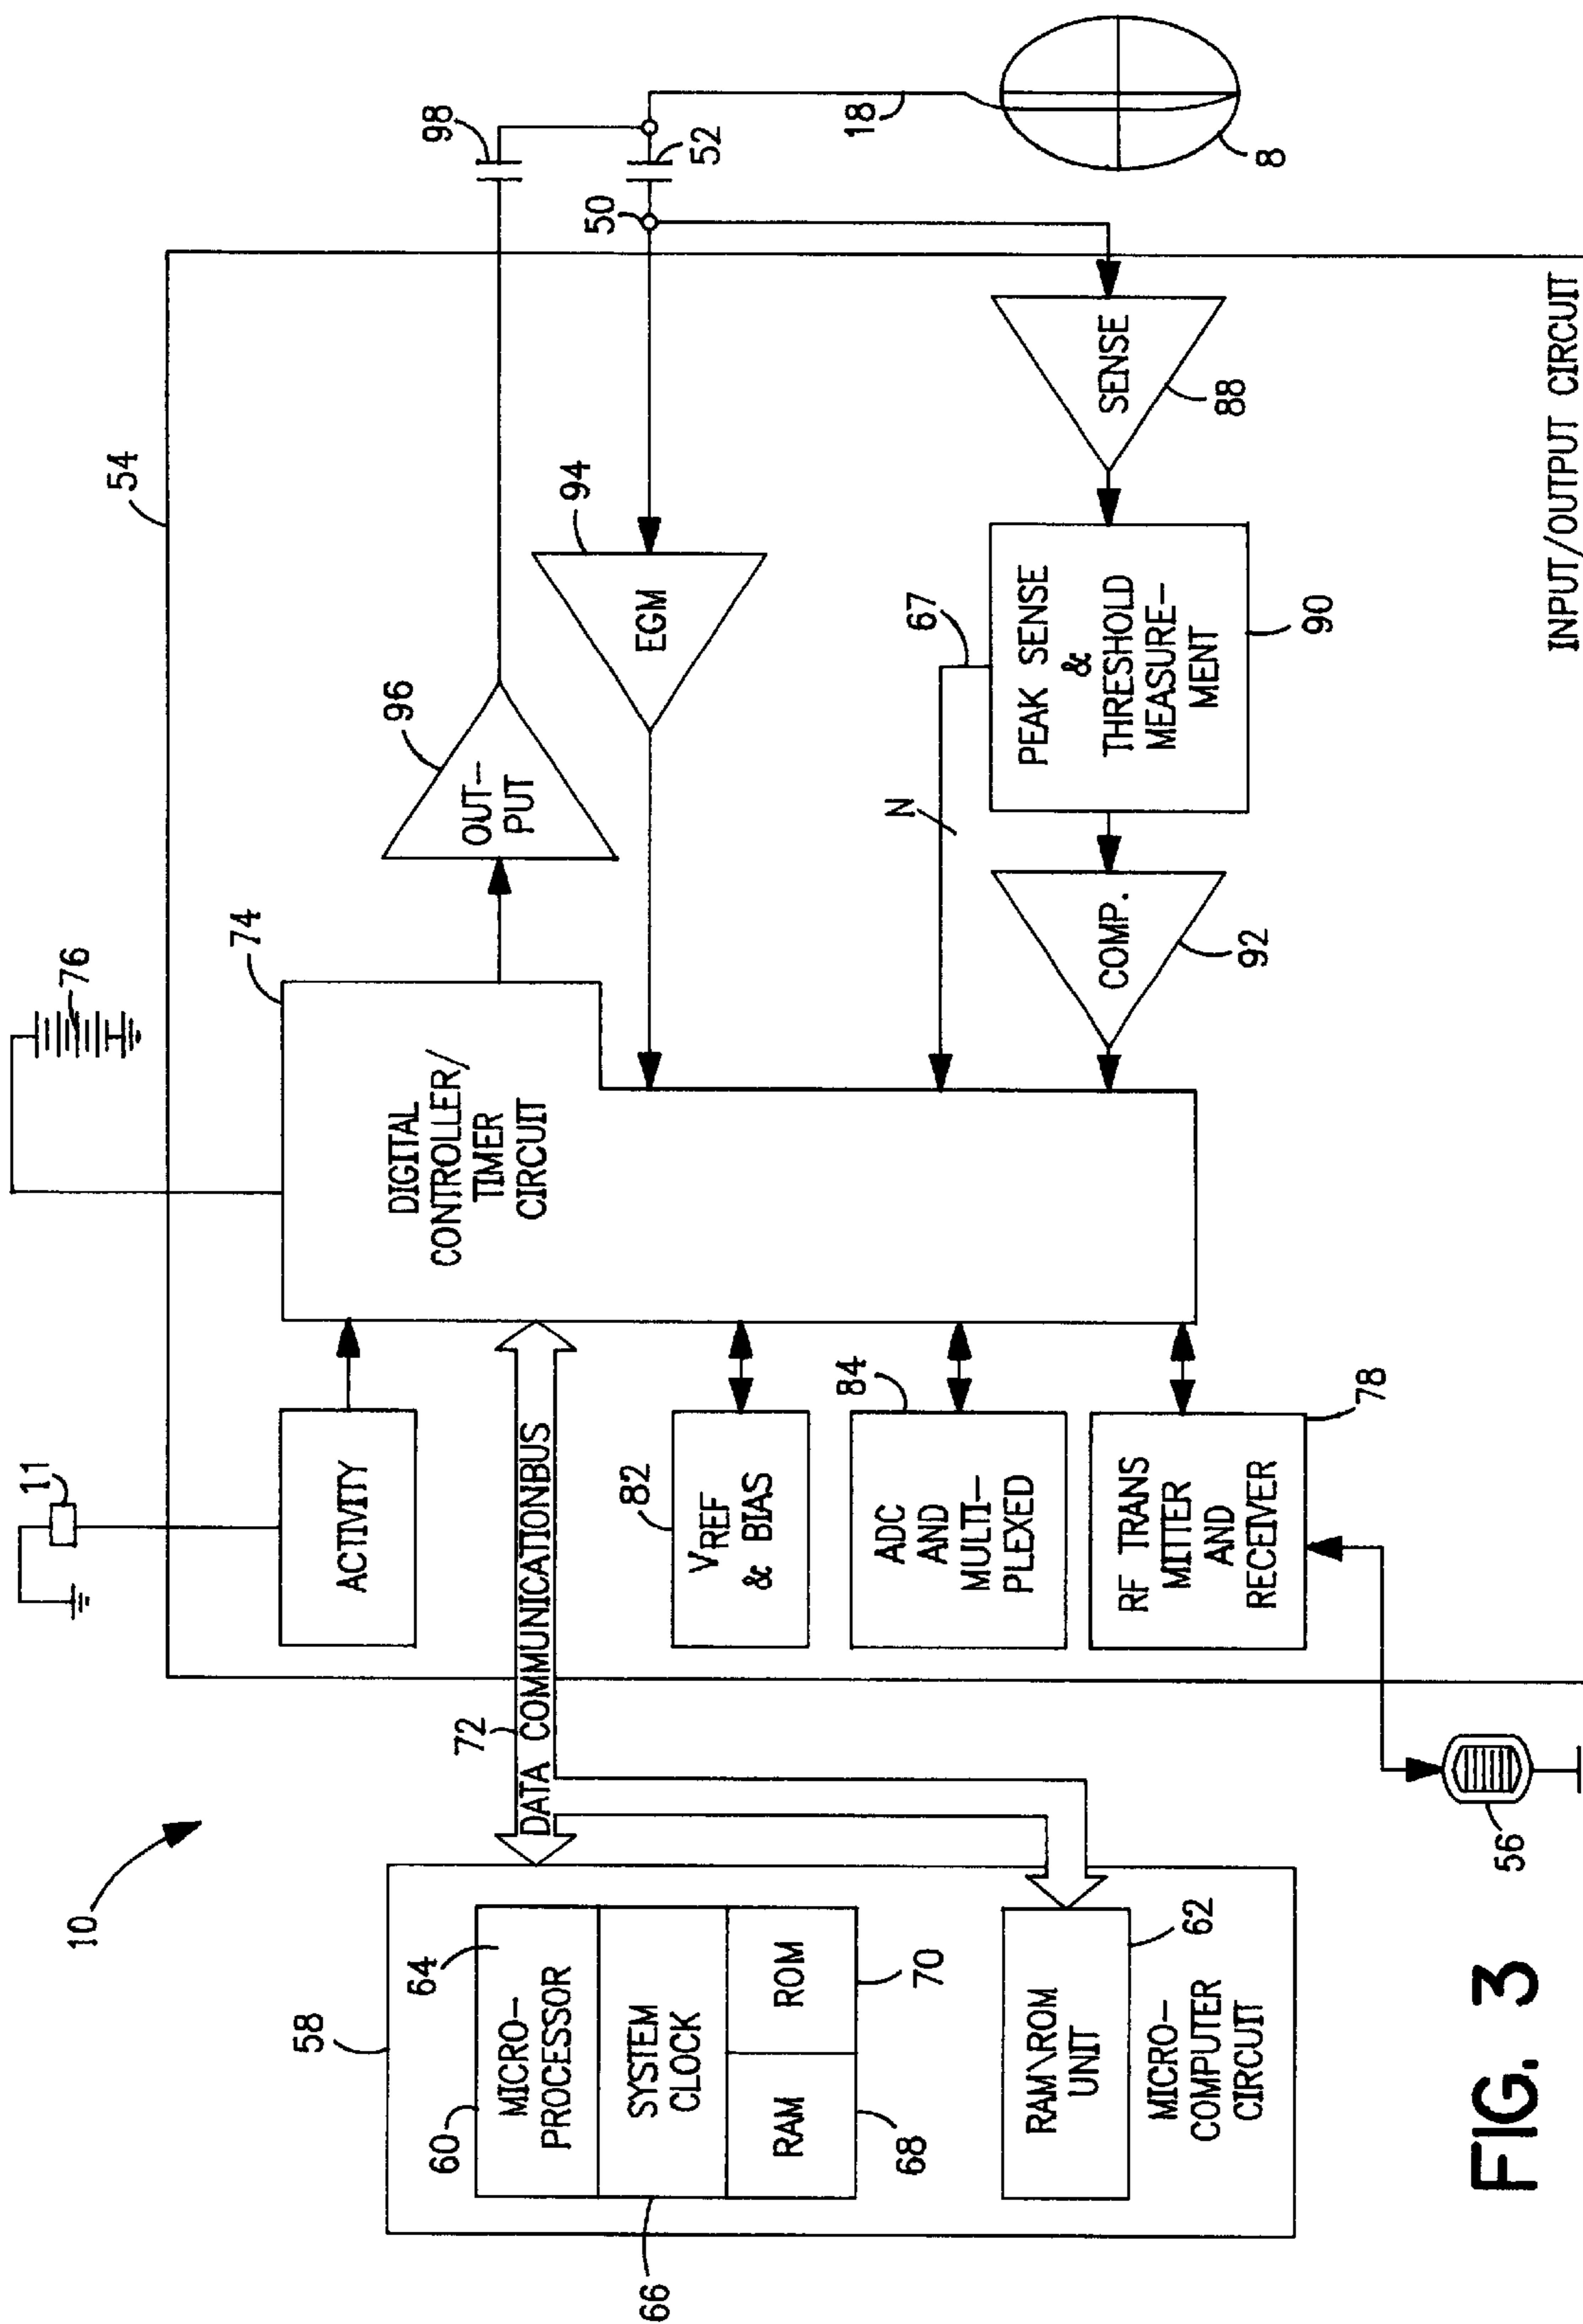 10
11
76
54
58
60
64
MICRO-
PROCESSOR
SYSTEM
CLOCK
66
RAM
ROM
68
70
RAM\ROM
UNIT
62
MICRO-
COMPUTER
CIRCUIT
72
DATA COMMUNICATIONBUS
ACTIVITY
82
VREF
& BIAS
84
ADC
AND
MULTI-
PLEXED
RF TRANS
MITTER
AND
RECEIVER
78
56
74
DIGITAL
CONTROLLER/
TIMER
CIRCUIT
96
OUT-
PUT
94
EGM
67
N
PEAK SENSE
&
THRESHOLD
MEASURE-
MENT
90
COMP.
92
SENSE
88
98
50
52
18
8
INPUT/OUTPUT CIRCUIT
FIG. 3